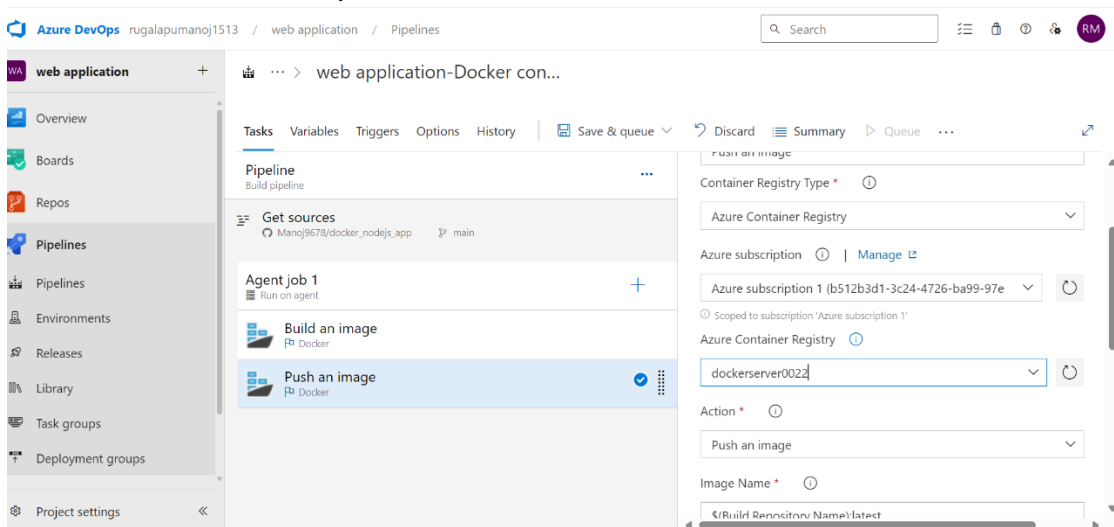 Azure DevOps rugalapumanoj1513 / web application / Pipelines
Search
RM
WA web application +
... > web application-Docker con...
Overview
Boards
Repos
Pipelines
Pipelines
Environments
Releases
Library
Task groups
Deployment groups
Project settings
Tasks Variables Triggers Options History Save & queue Discard Summary Queue ...
Pipeline
Build pipeline
...
Get sources
Manoj9678/docker_nodejs_app main
Agent job 1
Run on agent
+
Build an image
Docker
Push an image
Docker
Push an image
Container Registry Type *
Azure Container Registry
Azure subscription | Manage
Azure subscription 1 (b512b3d1-3c24-4726-ba99-97e
Scoped to subscription 'Azure subscription 1'
Azure Container Registry
dockerserver0022
Action *
Push an image
Image Name *
$(Build.Repository.Name):latest